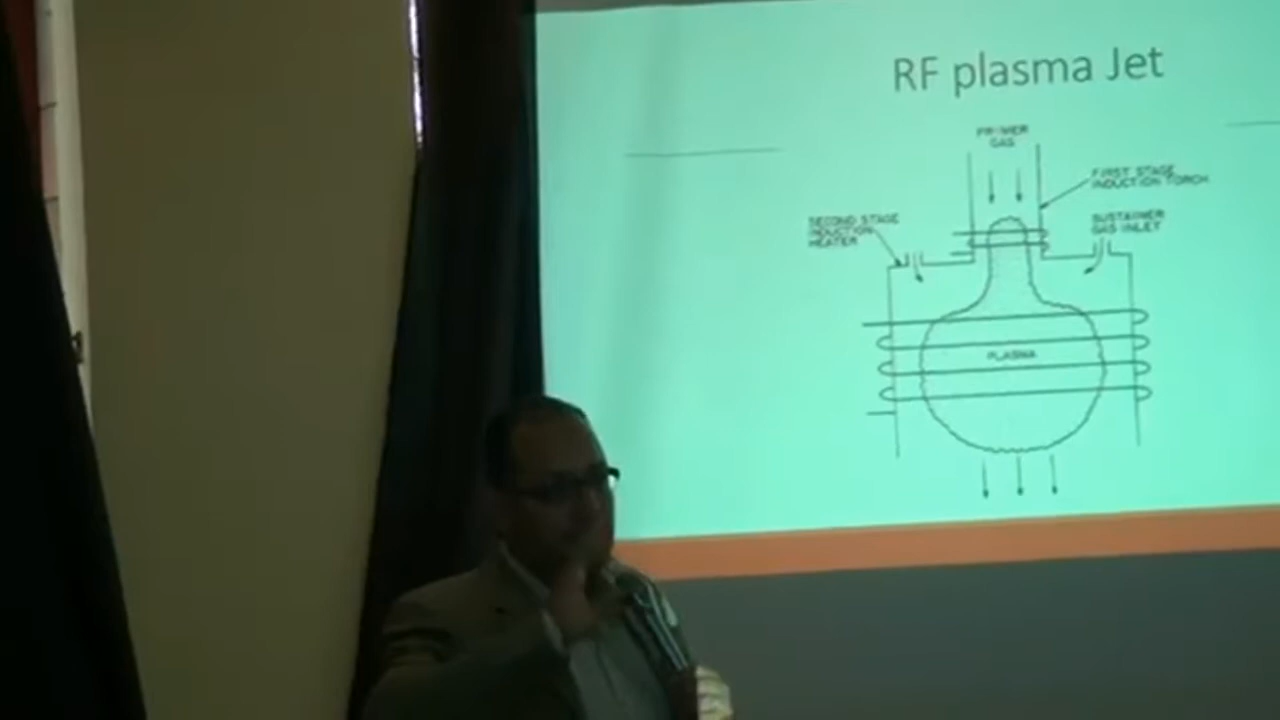 RF plasma Jet
PRIMER
GAS
FIRST STAGE
INDUCTION TORCH
SECOND STAGE
INDUCTION
HEATER
SUSTAINER
GAS INLET
PLASMA